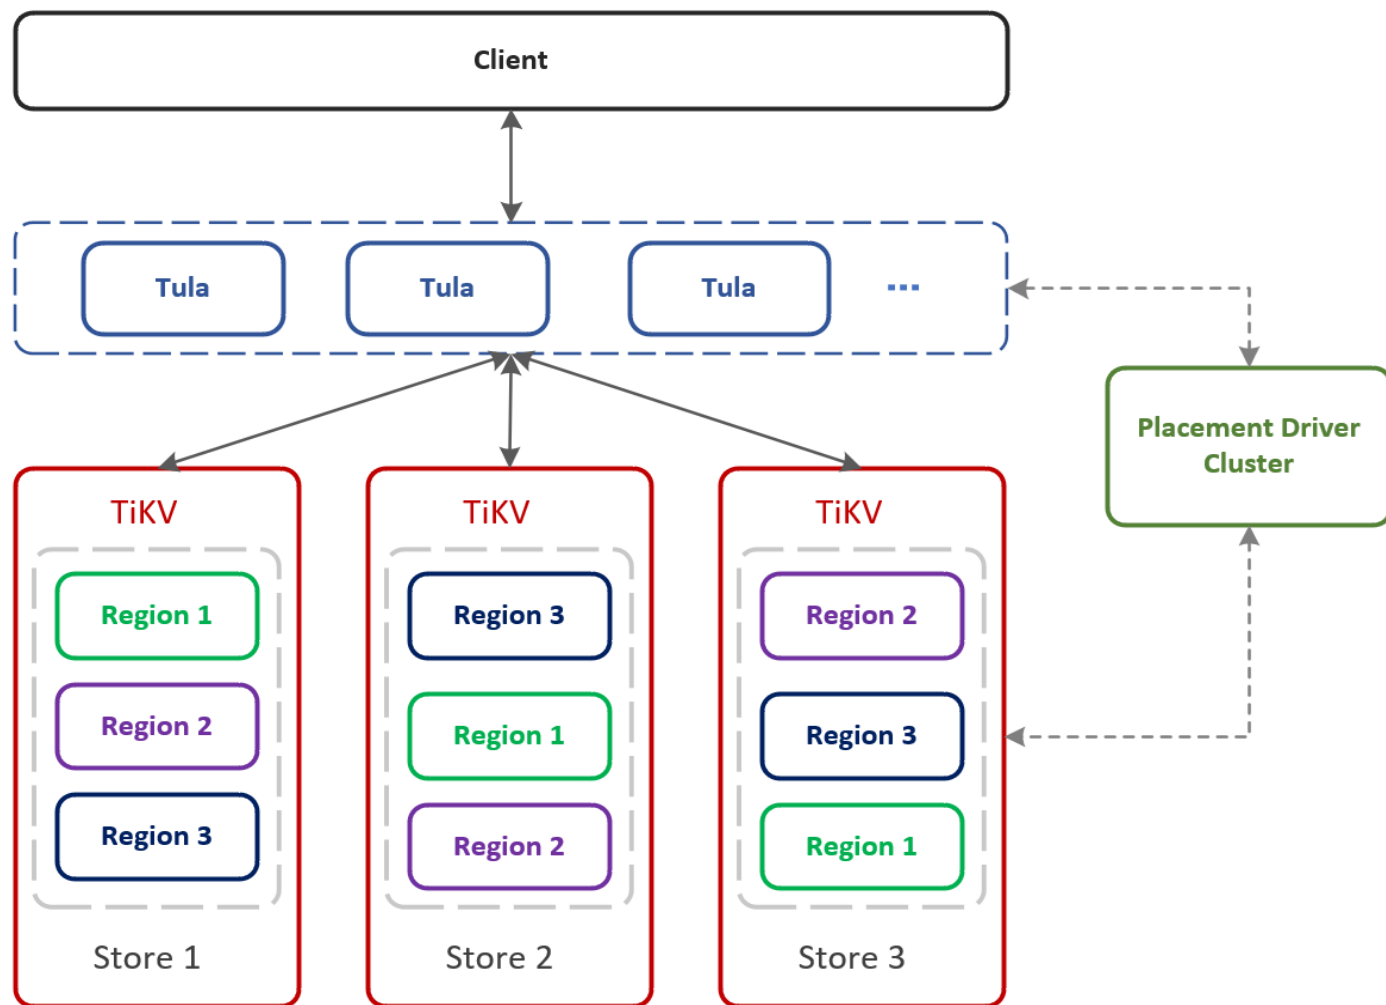 Client
Tula
Tula
Tula
...
Placement Driver
Cluster
TiKV
Region 1
Region 2
Region 3
Store 1
TiKV
Region 3
Region 1
Region 2
Store 2
TiKV
Region 2
Region 3
Region 1
Store 3